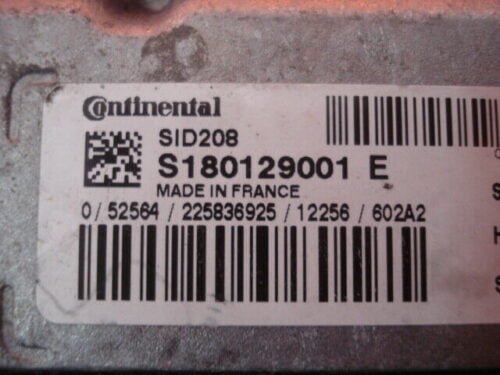 Continental
SID208
S180129001 E
MADE IN FRANCE
0 / 52564 / 225836925 / 12256 / 602A2
S
H
S